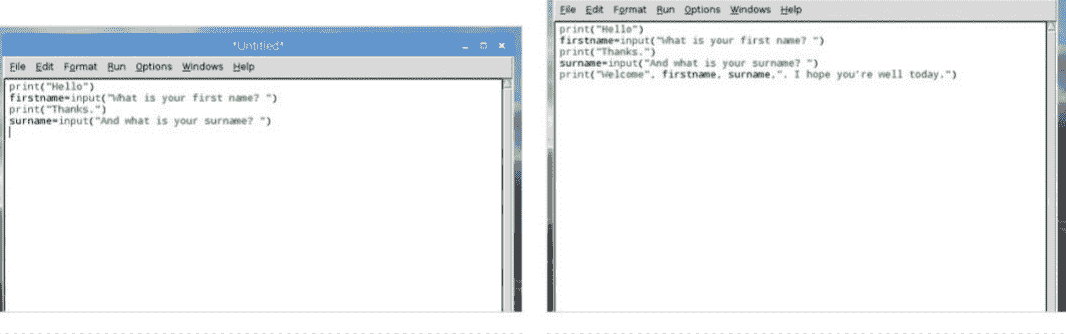 *Untitled*
File Edit Format Run Options Windows Help
print("Hello")
firstname=input("What is your first name? ")
print("Thanks.")
surname=input("And what is your surname? ")
File Edit Format Run Options Windows Help
print("Hello")
firstname=input("What is your first name? ")
print("Thanks.")
surname=input("And what is your surname? ")
print("Welcome", firstname, surname,", I hope you're well today.")